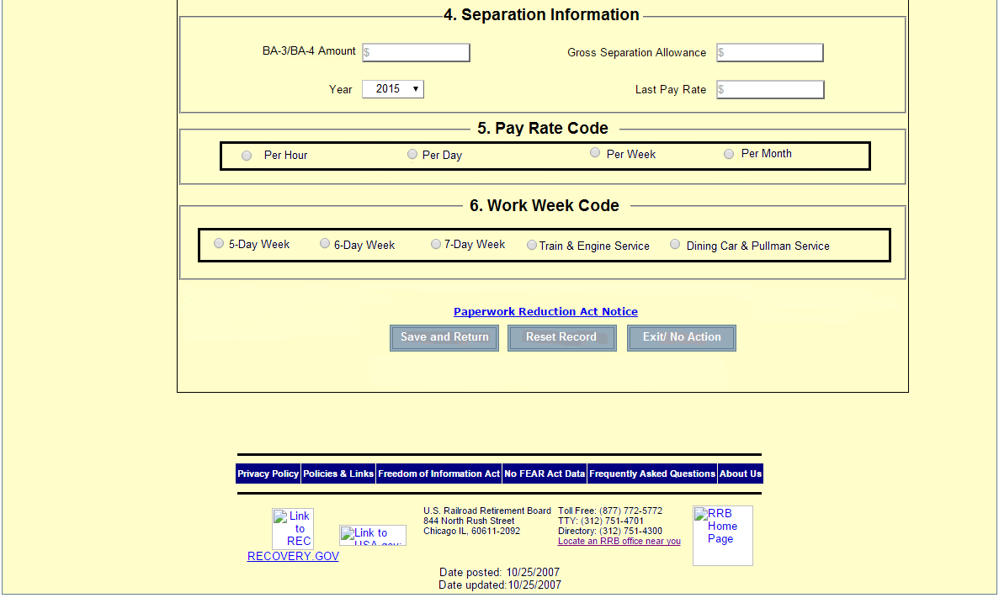 4. Separation Information
BA-3/BA-4 Amount $
Gross Separation Allowance $
Year 2015
Last Pay Rate $
5. Pay Rate Code
Per Hour Per Day Per Week Per Month
6. Work Week Code
5-Day Week 6-Day Week 7-Day Week Train & Engine Service Dining Car & Pullman Service
Paperwork Reduction Act Notice
Save and Return Reset Record Exit/ No Action
Privacy Policy Policies & Links Freedom of Information Act No FEAR Act Data Frequently Asked Questions About Us
Link
to
REC
RECOVERY.GOV
Link to
USA.gov:
U.S. Railroad Retirement Board
844 North Rush Street
Chicago IL, 60611-2092
Toll Free: (877) 772-5772
TTY: (312) 751-4701
Directory: (312) 751-4300
Locate an RRB office near you
RRB
Home
Page
Date posted: 10/25/2007
Date updated:10/25/2007